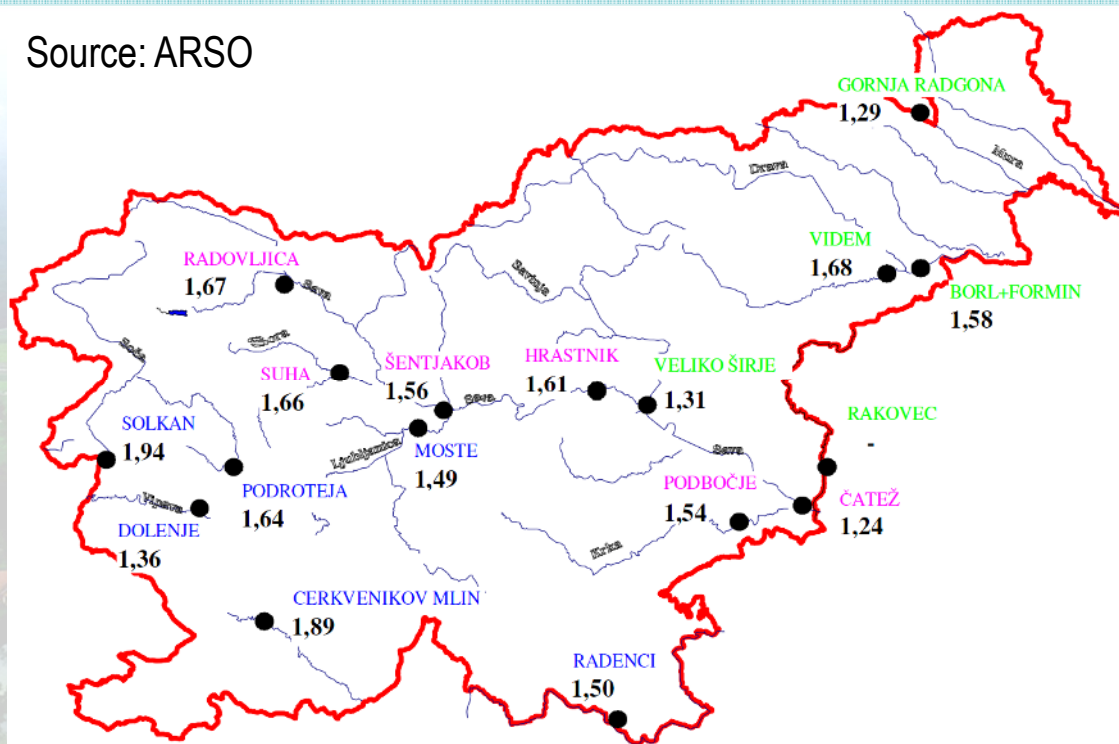 Source: ARSO
GORNJA RADGONA
1,29
Mura
Drava
VIDEM
1,68
BORL+FORMIN
1,58
RADOVLJICA
1,67
Sava
Savinja
Sora
Soča
SUHA
1,66
ŠENTJAKOB
1,56
Sava
HRASTNIK
1,61
VELIKO ŠIRJE
1,31
RAKOVEC
-
SOLKAN
1,94
Ljubljanica
MOSTE
1,49
Sava
PODROTEJA
1,64
PODBOČJE
1,54
ČATEŽ
1,24
Vipava
DOLENJE
1,36
Krka
CERKVENIKOV MLIN
1,89
RADENCI
1,50